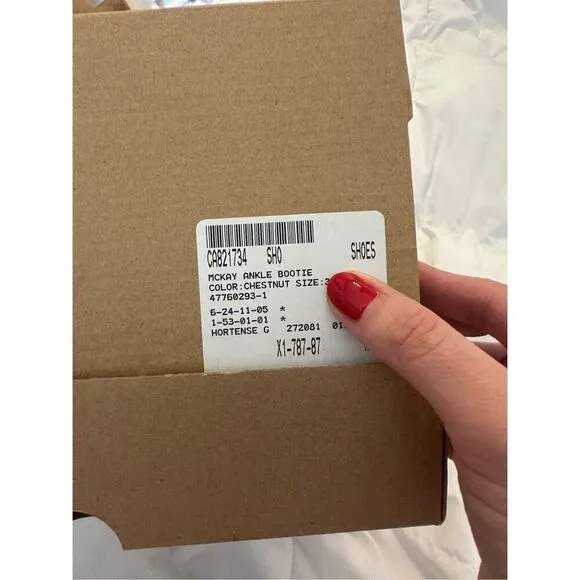 CA821734 SHO SHOES
MCKAY ANKLE BOOTIE
COLOR:CHESTNUT SIZE:
47760293-1
6-24-11-05 *
1-53-01-01 *
HORTENSE G 272081
X1-787-87